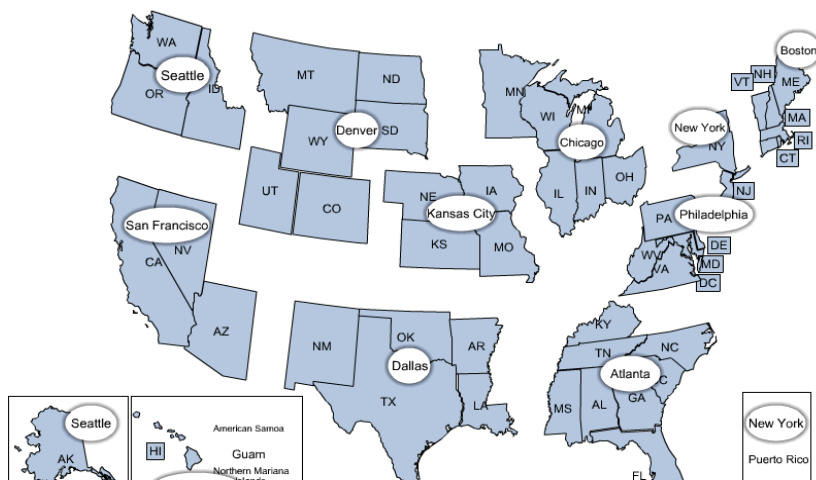 Boston
WA
Seattle
OR
ID
MT
ND
WY
Denver
SD
UT
CO
MN
WI
MI
Chicago
IL
IN
OH
VT
NH
ME
MA
RI
CT
New York
NY
NJ
San Francisco
CA
NV
AZ
NE
IA
Kansas City
KS
MO
PA
Philadelphia
DE
WV
VA
MD
DC
NM
OK
AR
Dallas
TX
LA
KY
TN
NC
Atlanta
C
MS
AL
GA
FL
Seattle
AK
HI
American Samoa
Guam
Northern Mariana
Islands
New York
Puerto Rico